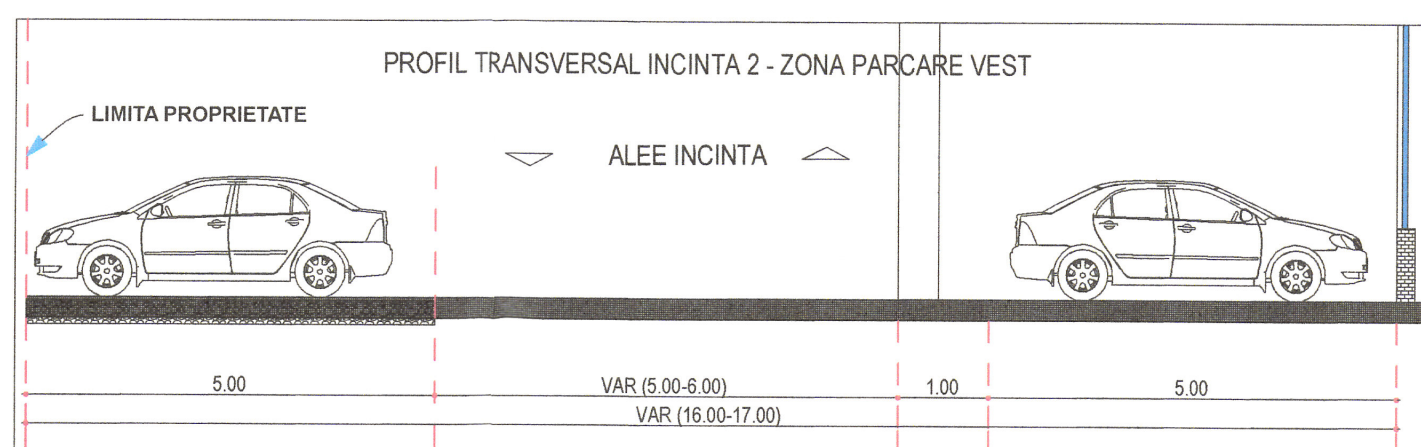 PROFIL TRANSVERSAL INCINTA 2 - ZONA PARCARE VEST
LIMITA PROPRIETATE
ALEE INCINTA
5.00
VAR (5.00-6.00)
1.00
5.00
VAR (16.00-17.00)